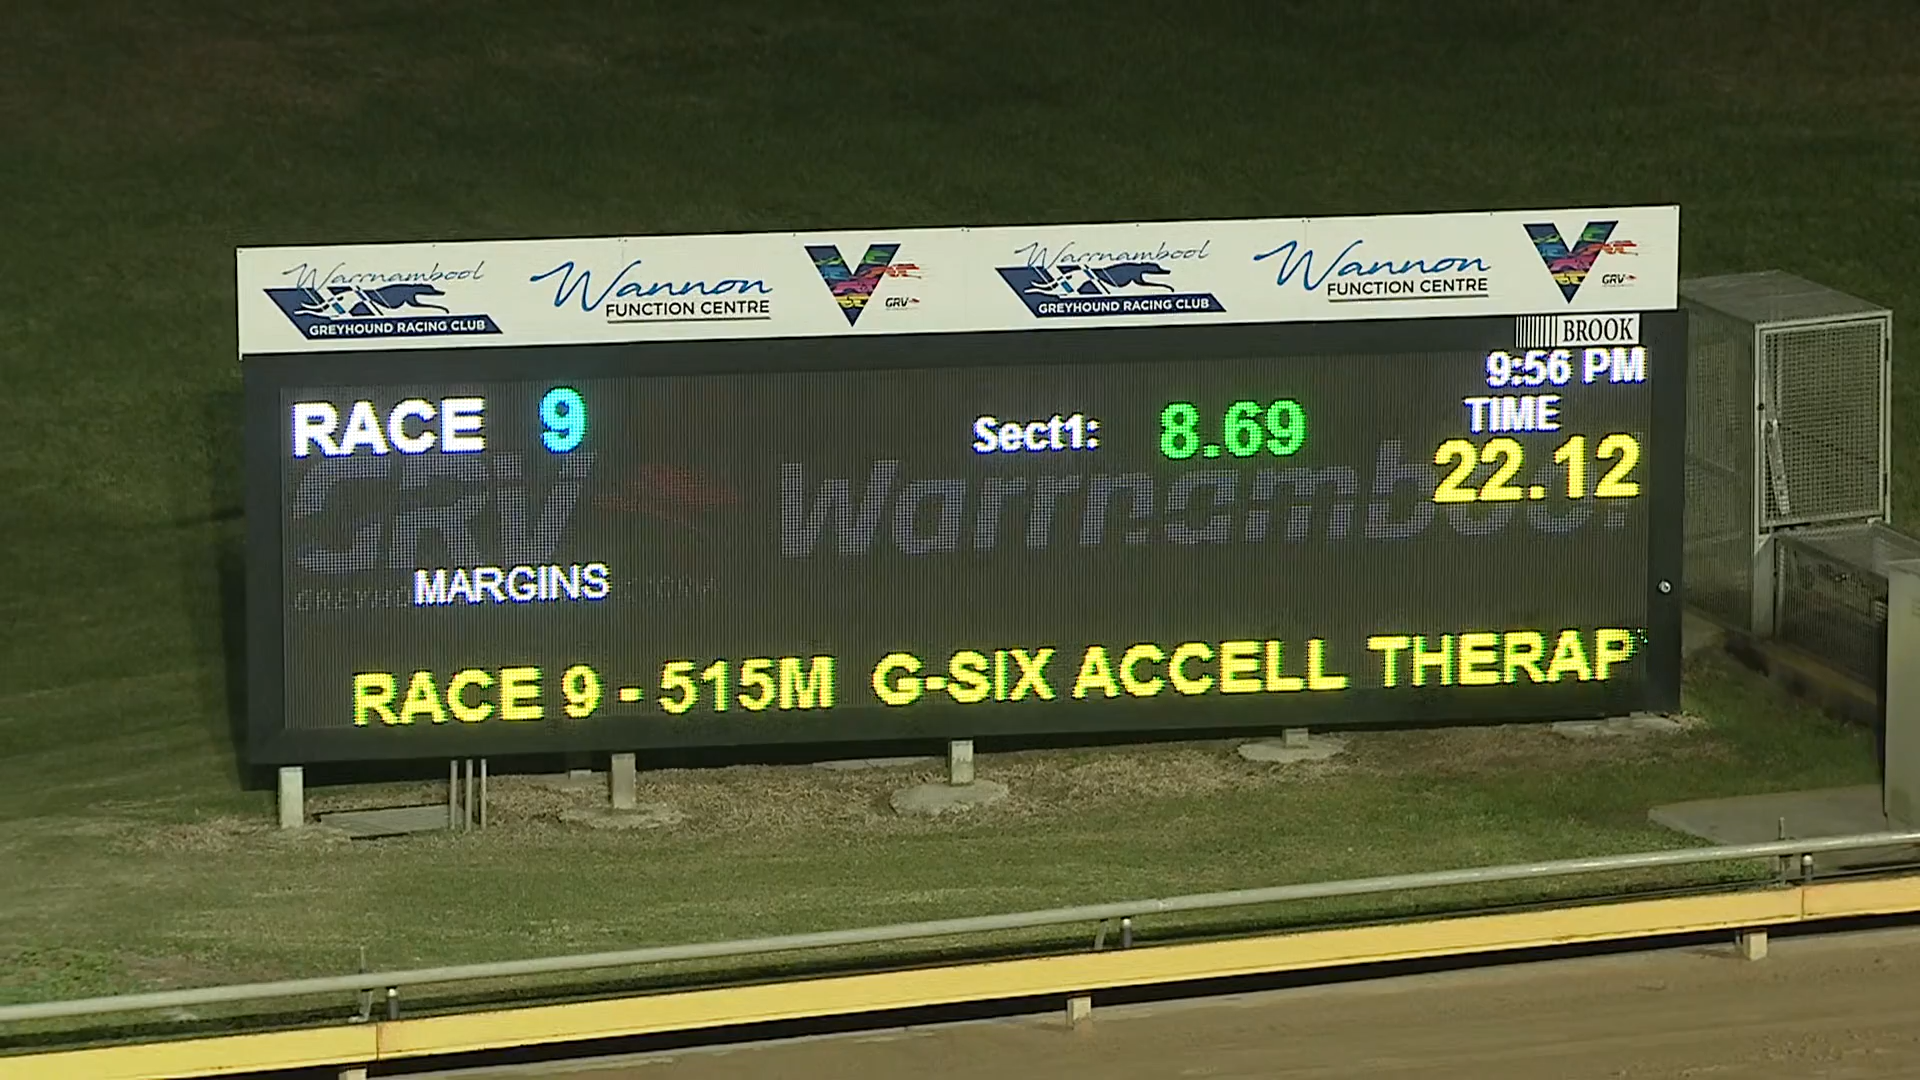 Warrnambool
GREYHOUND RACING CLUB
Wannon
FUNCTION CENTRE
GRV
Warrnambool
GREYHOUND RACING CLUB
Wannon
FUNCTION CENTRE
GRV
BROOK
9:56 PM
RACE 9
Sect1: 8.69
TIME
22.12
GRV
Warrnambool
MARGINS
RACE 9 - 515M G-SIX ACCELL THERAP